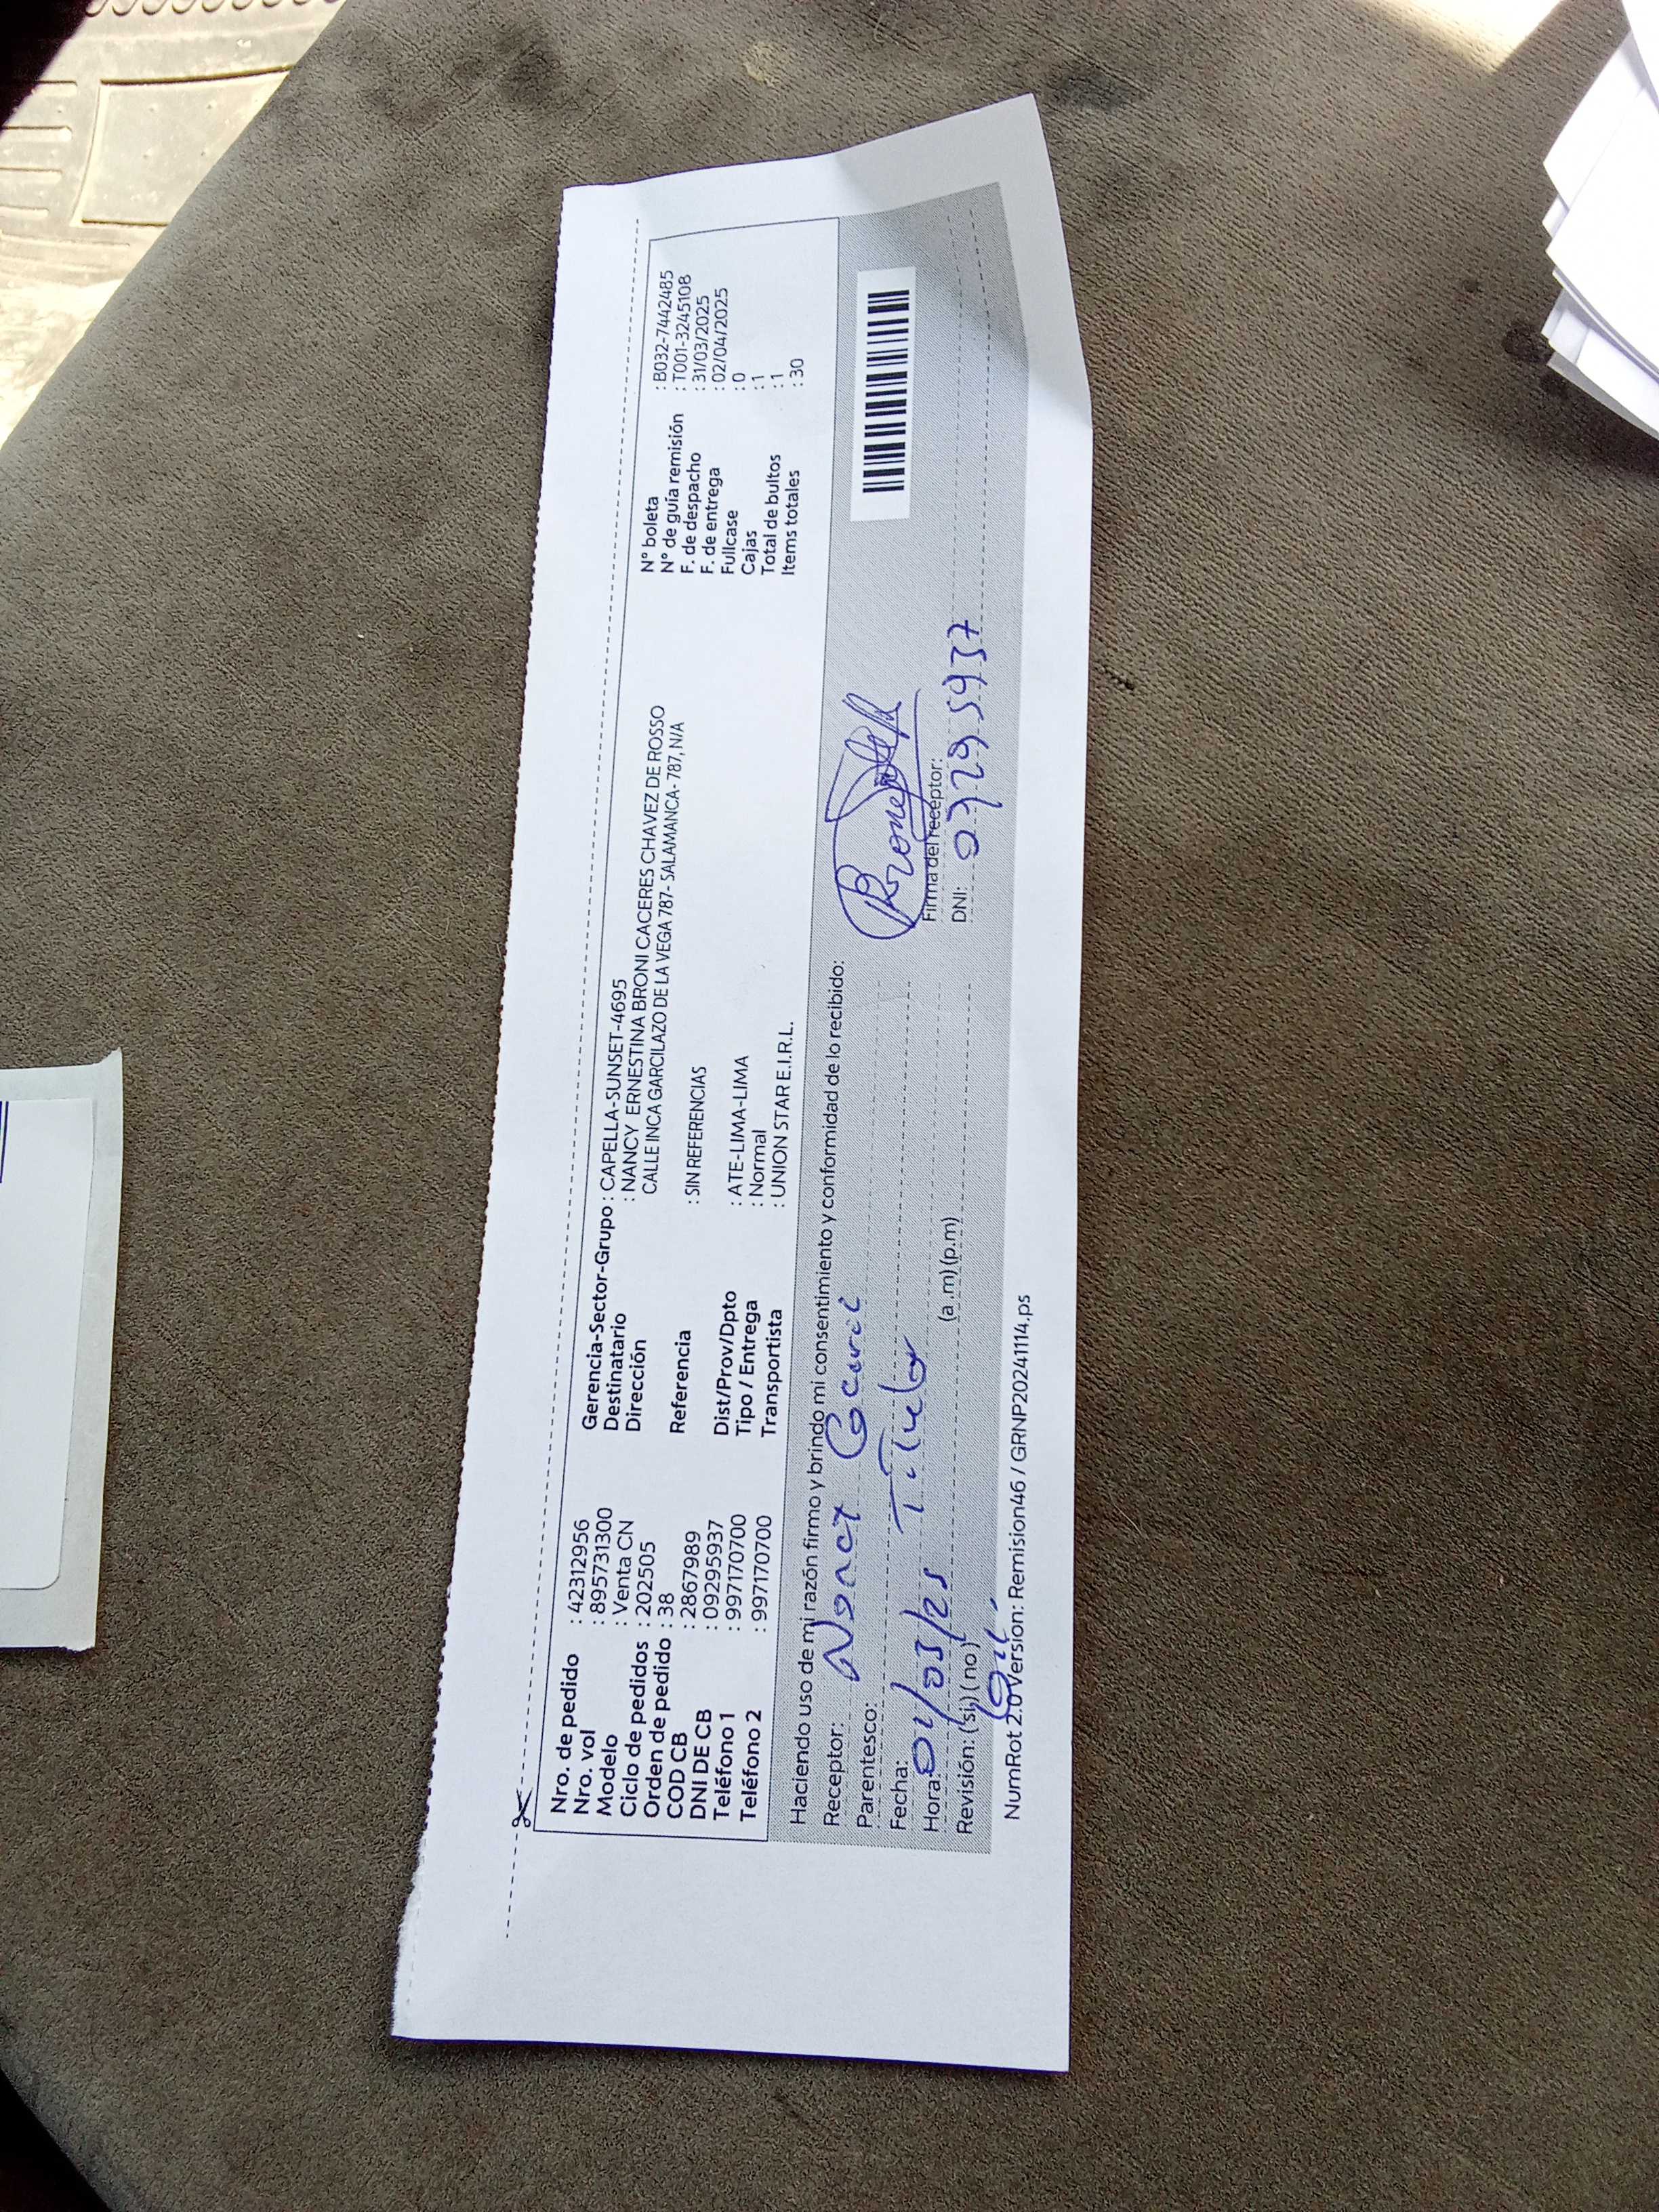 Nro. de pedido : 42312956
Nro. vol : 895731300
Modelo : Venta CN
Ciclo de pedidos : 202505
Orden de pedido : 38
COD CB : 28679​89
DNI DE CB : 09295937
Teléfono 1 : 997170700
Teléfono 2 : 997170700
Gerencia-Sector-Grupo : CAPELLA-SUNSET-4695
Destinatario : NANCY ERNESTINA BRONI CACERES CHAVEZ DE ROSSO
Dirección CALLE INCA GARCILAZO DE LA VEGA 787- SALAMANCA- 787, N/A
Referencia : SIN REFERENCIAS
Dist/Prov/Dpto : ATE-LIMA-LIMA
Tipo / Entrega : Normal
Transportista : UNION STAR E.I.R.L.
N° boleta : B032-7442485
N° de guía remisión : T001-3245108
F. de despacho : 31/03/2025
F. de entrega : 02/04/2025
Fullcase : 0
Cajas : 1
Total de bultos : 1
Items totales : 30
Haciendo uso de mi razón firmo y brindo mi consentimiento y conformidad de lo recibido:
Receptor:
Parentesco: Titular
Fecha:
Hora: (a .m) (p.m)
Revisión: (si) (no)
Firma del receptor:
DNI: 09295937
NumRot 2.0 Version: Remision46 / GRNP20241114.ps